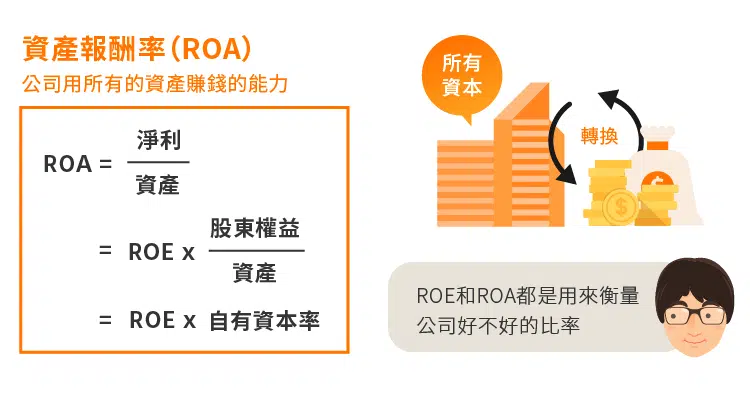 資產報酬率(ROA)
公司用所有的資產賺錢的能力
ROA = 淨利
資產
= ROE x 股東權益
資產
= ROE x 自有資本率
所有
資本
轉換
$
ROE和ROA都是用來衡量
公司好不好的比率